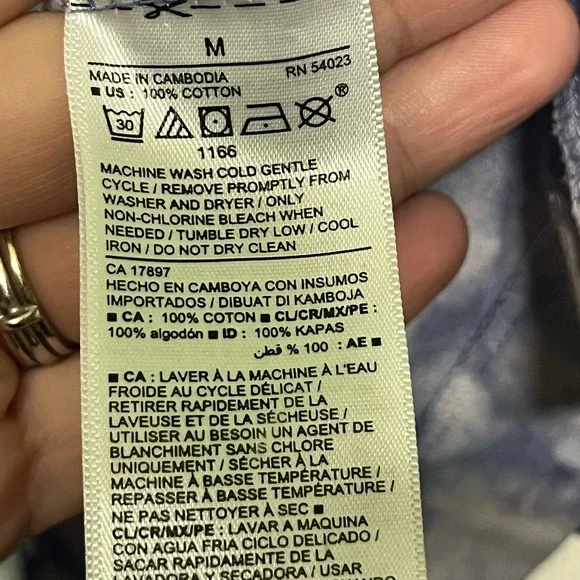 M
MADE IN CAMBODIA RN 54023
■ US : 100% COTTON
30 ®
1166
MACHINE WASH COLD GENTLE
CYCLE / REMOVE PROMPTLY FROM
WASHER AND DRYER / ONLY
NON-CHLORINE BLEACH WHEN
NEEDED / TUMBLE DRY LOW / COOL
IRON / DO NOT DRY CLEAN
CA 17897
HECHO EN CAMBOYA CON INSUMOS
IMPORTADOS / DIBUAT DI KAMBOJA
■ CA : 100% COTON ■ CL/CR/MX/PE :
100% algodón ■ ID : 100% KAPAS
■ AE : 100 % قطن
■ CA : LAVER À LA MACHINE À L'EAU
FROIDE AU CYCLE DÉLICAT /
RETIRER RAPIDEMENT DE LA
LAVEUSE ET DE LA SÉCHEUSE /
UTILISER AU BESOIN UN AGENT DE
BLANCHIMENT SANS CHLORE
UNIQUEMENT / SÉCHER À LA
MACHINE À BASSE TEMPÉRATURE /
REPASSER À BASSE TEMPÉRATURE /
NE PAS NETTOYER À SEC ■
CL/CR/MX/PE : LAVAR A MAQUINA
CON AGUA FRIA CICLO DELICADO /
SACAR RAPIDAMENTE DE LA
LAVADORA Y SECADORA / USAR